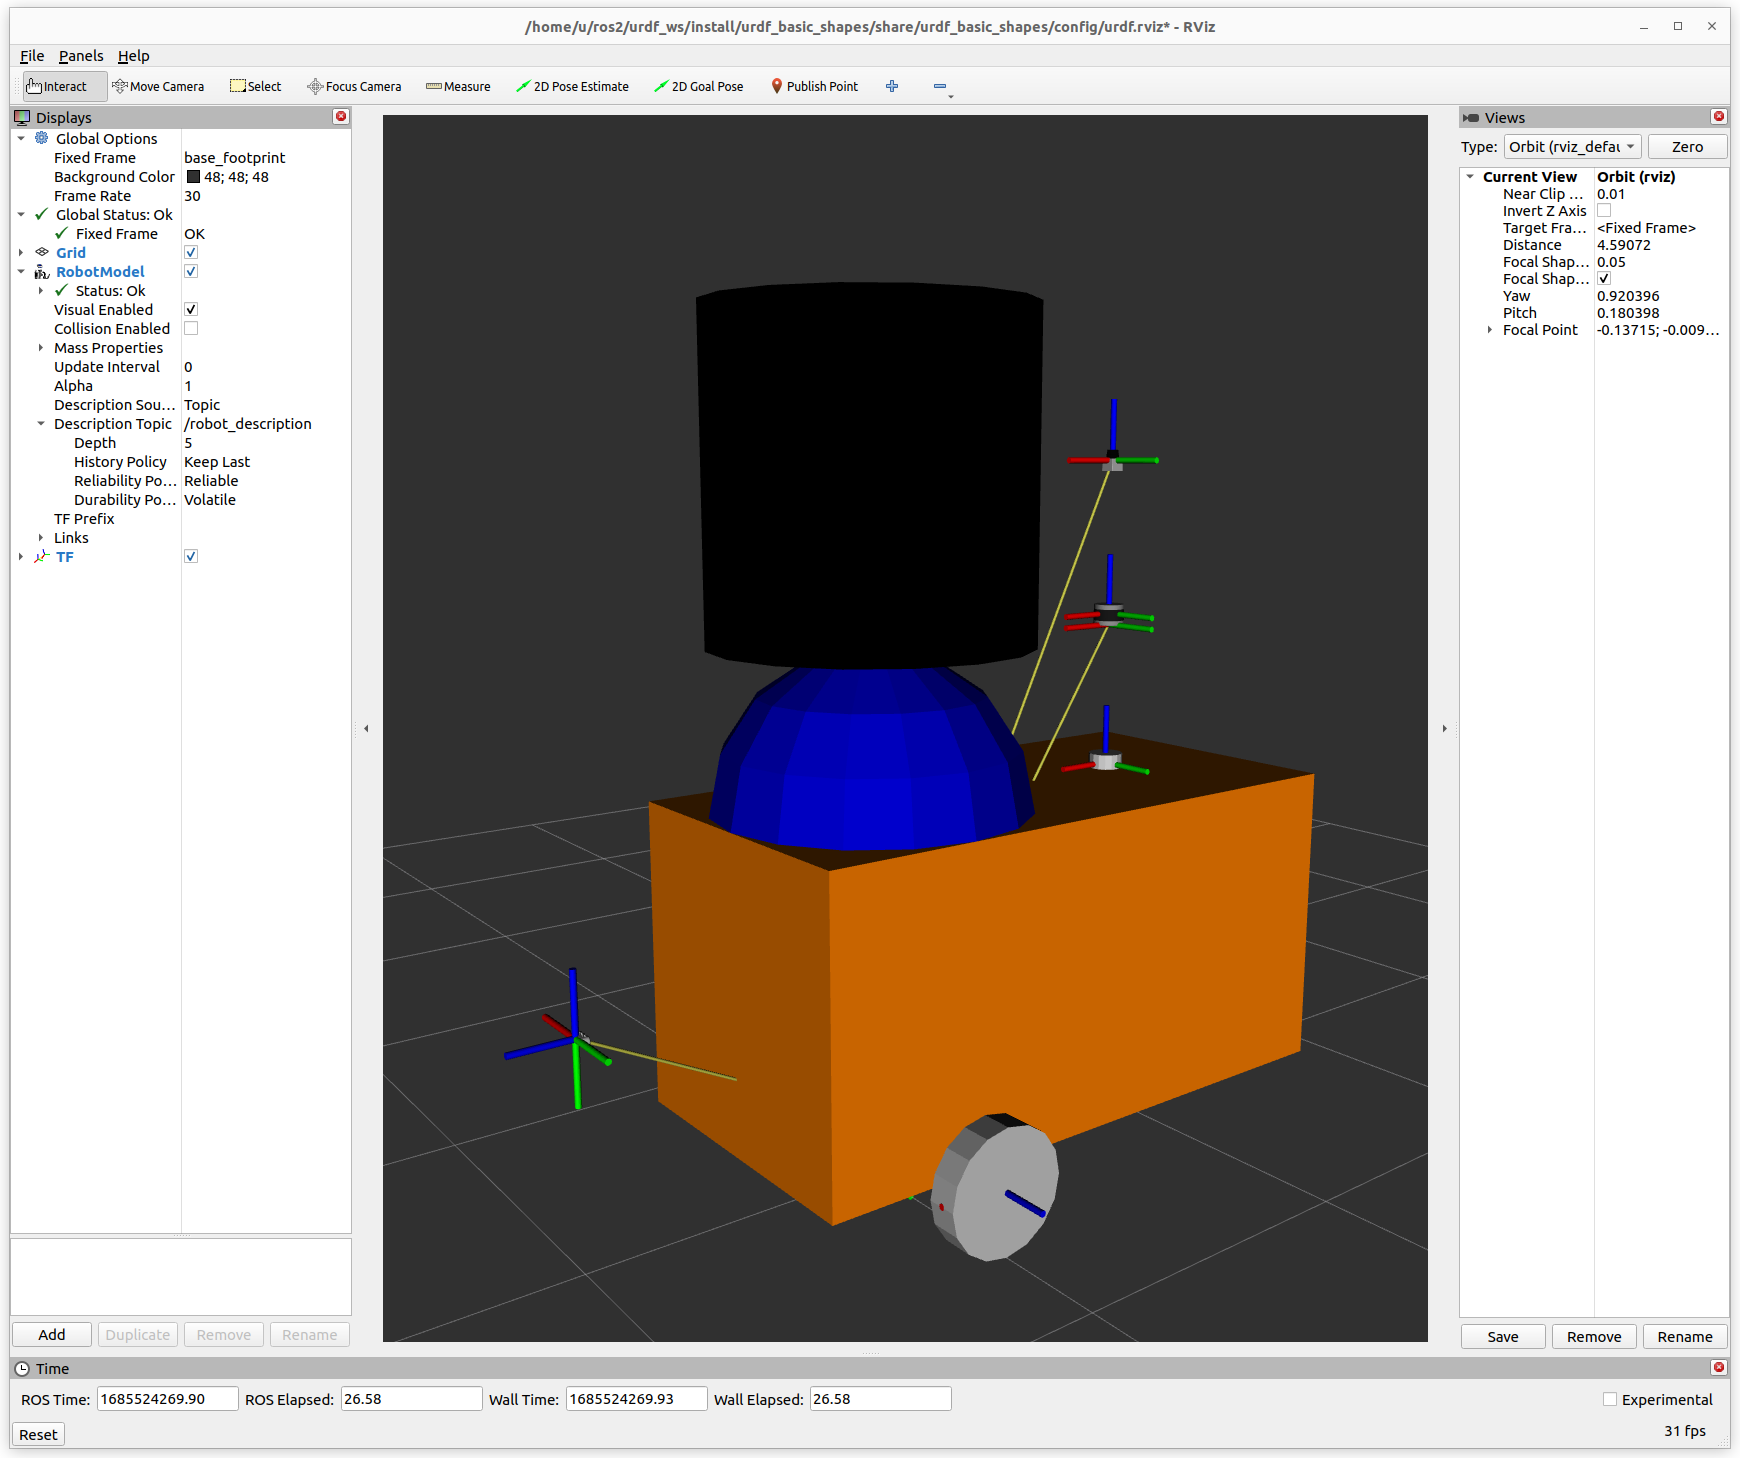 /home/u/ros2/urdf_ws/install/urdf_basic_shapes/share/urdf_basic_shapes/config/urdf.rviz* - RViz
File Panels Help
Interact Move Camera Select Focus Camera Measure 2D Pose Estimate 2D Goal Pose Publish Point
Displays
Global Options
Fixed Frame base_footprint
Background Color 48; 48; 48
Frame Rate 30
Global Status: Ok
Fixed Frame OK
Grid
RobotModel
Status: Ok
Visual Enabled
Collision Enabled
Mass Properties
Update Interval 0
Alpha 1
Description Sou... Topic
Description Topic /robot_description
Depth 5
History Policy Keep Last
Reliability Po... Reliable
Durability Po... Volatile
TF Prefix
Links
TF
Add Duplicate Remove Rename
Views
Type: Orbit (rviz_defau Zero
Current View Orbit (rviz)
Near Clip ... 0.01
Invert Z Axis
Target Fra... <Fixed Frame>
Distance 4.59072
Focal Shap... 0.05
Focal Shap...
Yaw 0.920396
Pitch 0.180398
Focal Point -0.13715; -0.009...
Save Remove Rename
Time
ROS Time: 1685524269.90 ROS Elapsed: 26.58 Wall Time: 1685524269.93 Wall Elapsed: 26.58 Experimental
Reset 31 fps